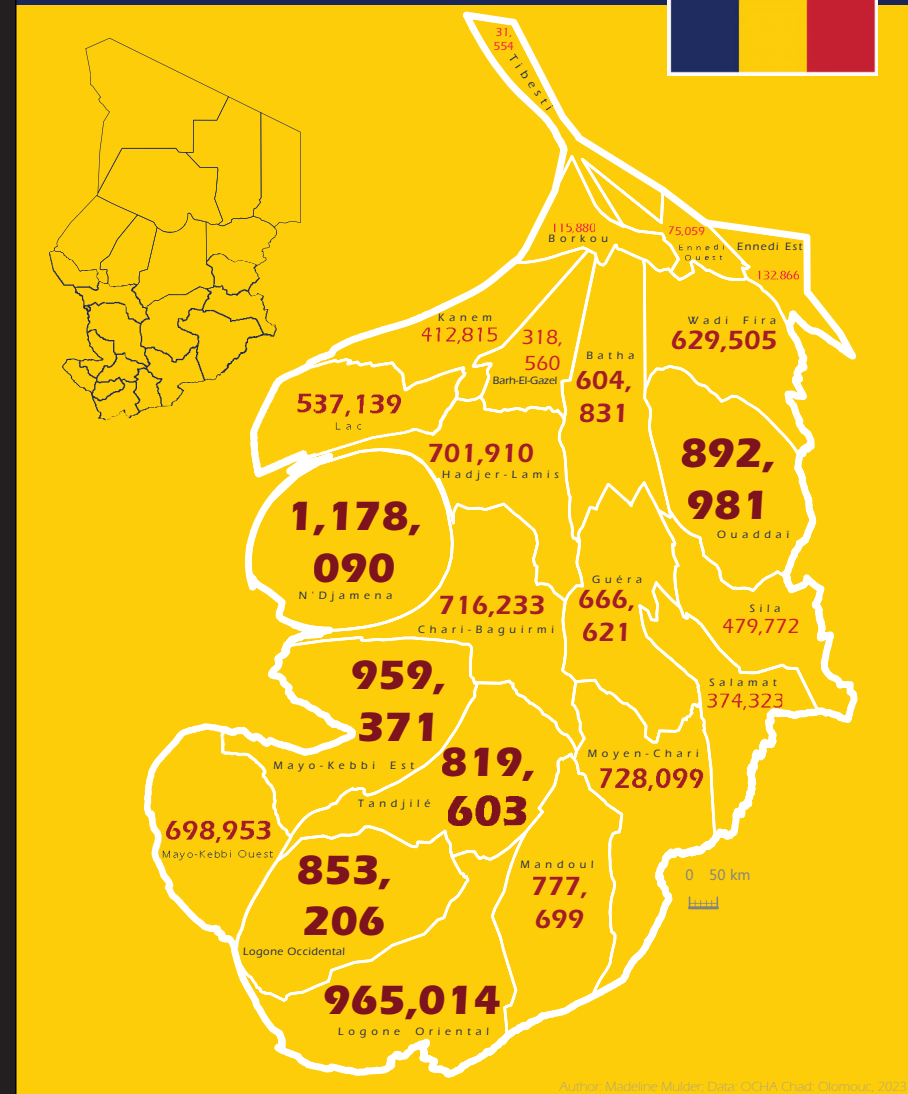 31,
554
Tibesti
115,880
Borkou
75,059
Ennedi
Ouest
Ennedi Est
132,866
Kanem
412,815
318,
560
Barh-El-Gazel
Batha
604,
831
Wadi Fira
629,505
537,139
Lac
701,910
Hadjer-Lamis
892,
981
Ouaddaï
1,178,
090
N'Djamena
716,233
Chari-Baguirmi
Guéra
666,
621
Sila
479,772
Salamat
374,323
959,
371
Mayo-Kebbi Est
819,
603
Tandjilé
Moyen-Chari
728,099
698,953
Mayo-Kebbi Ouest
853,
206
Logone Occidental
Mandoul
777,
699
0 50 km
965,014
Logone Oriental
Author: Madeline Muider; Data: OCHA Chad; Olomouc, 2023